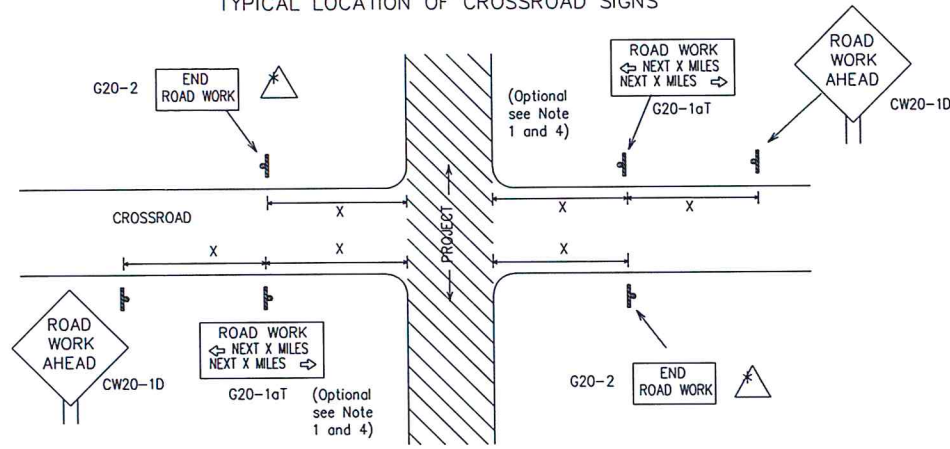 TYPICAL LOCATION OF CROSSROAD SIGNS
G20-2
END
ROAD WORK
*
(Optional
see Note
1 and 4)
ROAD WORK
⇦ NEXT X MILES
NEXT X MILES ⇨
G20-1aT
ROAD
WORK
AHEAD
CW20-1D
CROSSROAD
X
X
X
PROJECT
X
X
X
ROAD
WORK
AHEAD
CW20-1D
ROAD WORK
⇦ NEXT X MILES
NEXT X MILES ⇨
G20-1aT
(Optional
see Note
1 and 4)
G20-2
END
ROAD WORK
*